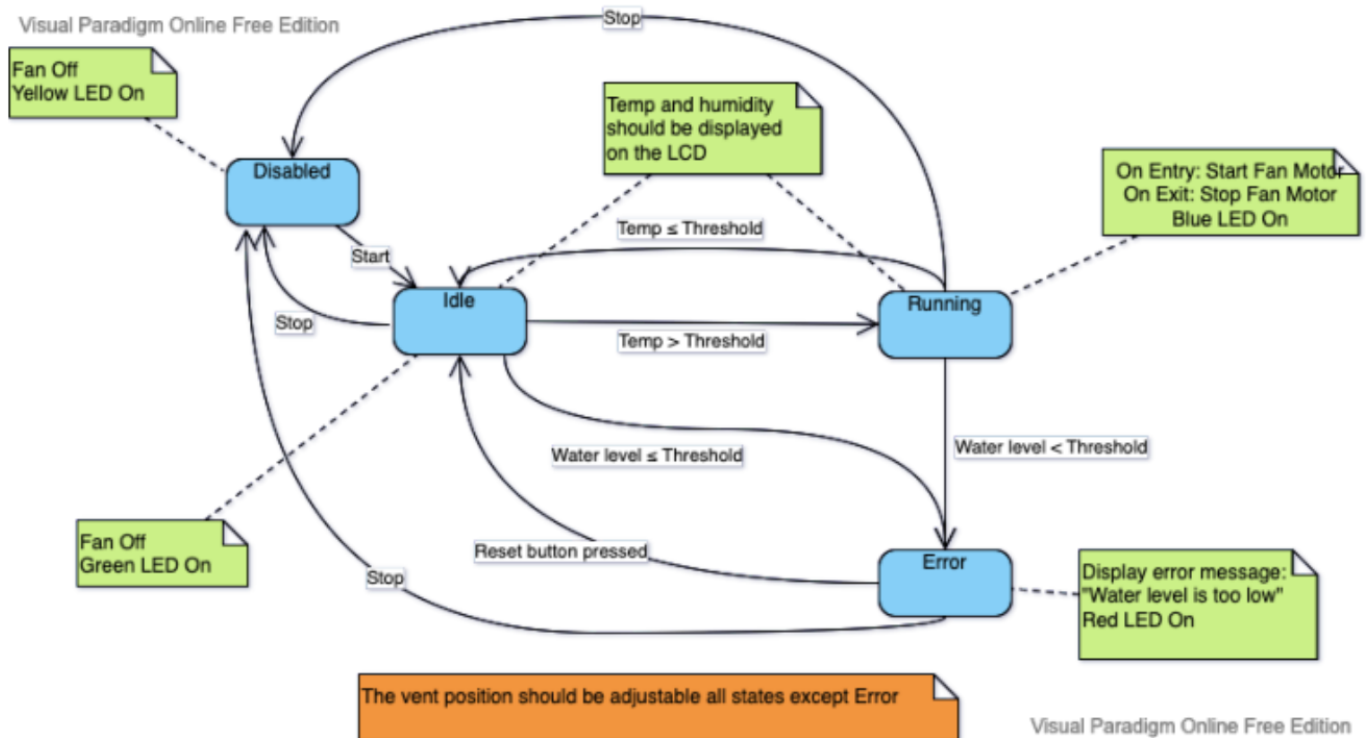 Visual Paradigm Online Free Edition
Stop
Fan Off
Yellow LED On
Temp and humidity
should be displayed
on the LCD
Disabled
On Entry: Start Fan Motor
On Exit: Stop Fan Motor
Blue LED On
Temp ≤ Threshold
Start
Idle
Running
Stop
Temp > Threshold
Water level ≤ Threshold
Water level < Threshold
Fan Off
Green LED On
Reset button pressed
Error
Stop
Display error message:
"Water level is too low"
Red LED On
The vent position should be adjustable all states except Error
Visual Paradigm Online Free Edition